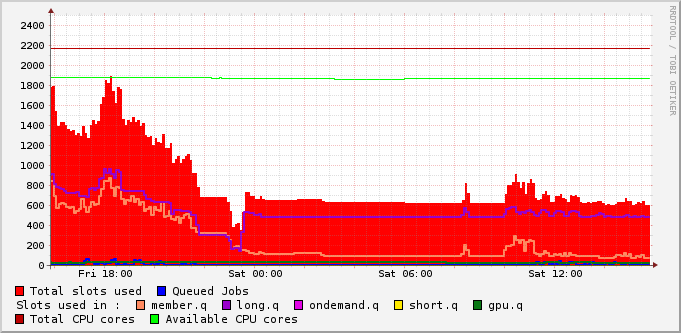 RRDTOOL / TOBI OETIKER
2400
2200
2000
1800
1600
1400
1200
1000
800
600
400
200
0
Fri 18:00 Sat 00:00 Sat 06:00 Sat 12:00
Total slots used Queued Jobs
Slots used in : member.q long.q ondemand.q short.q gpu.q
Total CPU cores Available CPU cores